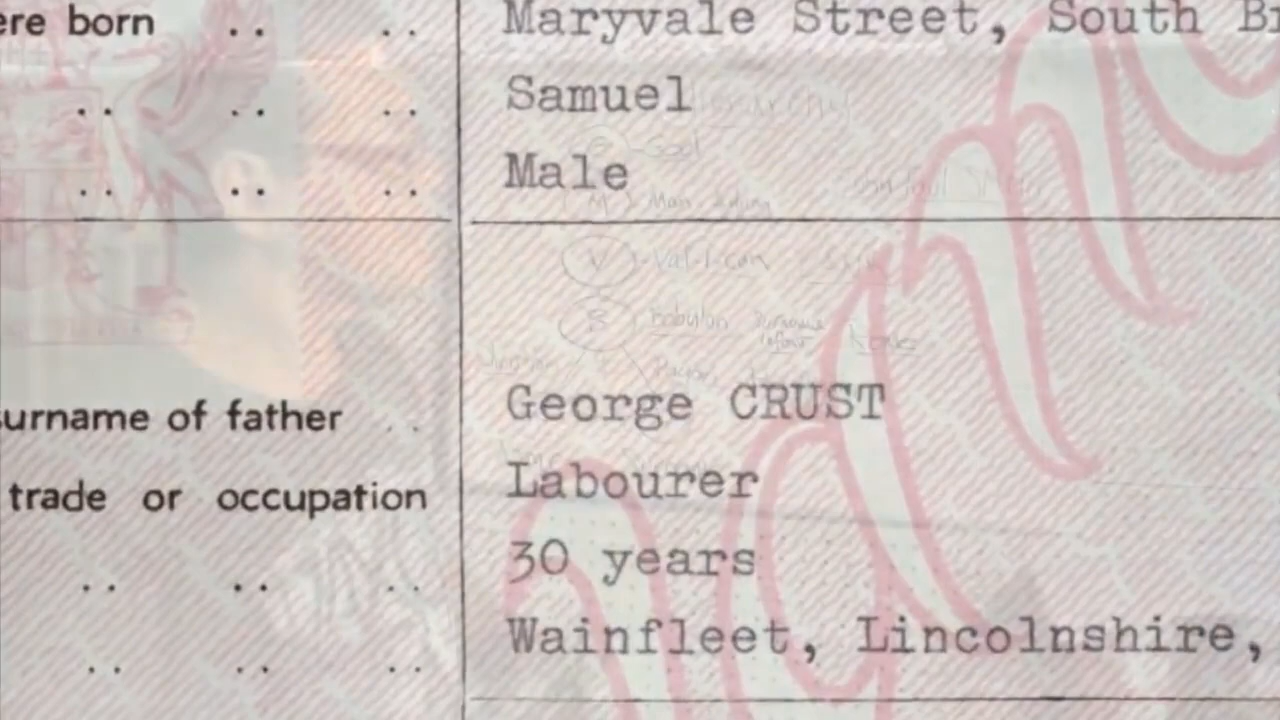 ere born .. .. Maryvale Street, South B
.. .. .. Samuel
.. .. .. Male
urname of father .. George CRUST
trade or occupation Labourer
.. .. .. 30 years
.. .. .. Wainfleet, Lincolnshire,